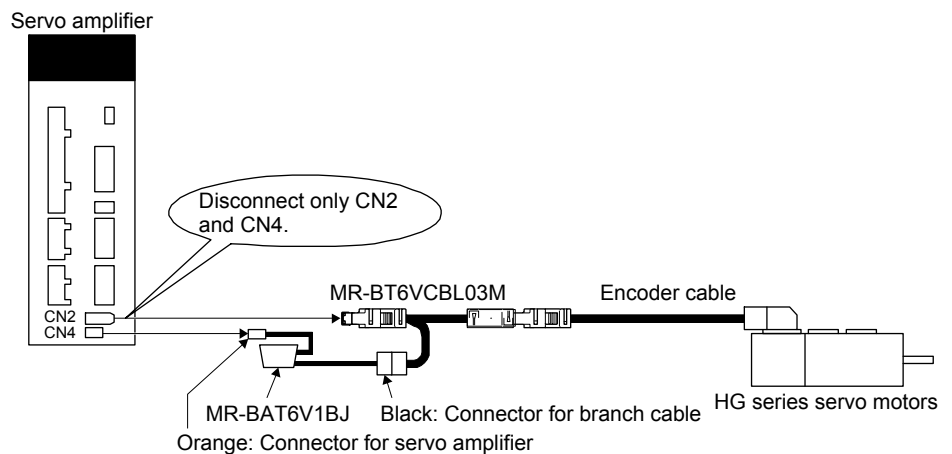 Servo amplifier
Disconnect only CN2
and CN4.
MR-BT6VCBL03M
Encoder cable
CN2
CN4
MR-BAT6V1BJ
Black: Connector for branch cable
HG series servo motors
Orange: Connector for servo amplifier